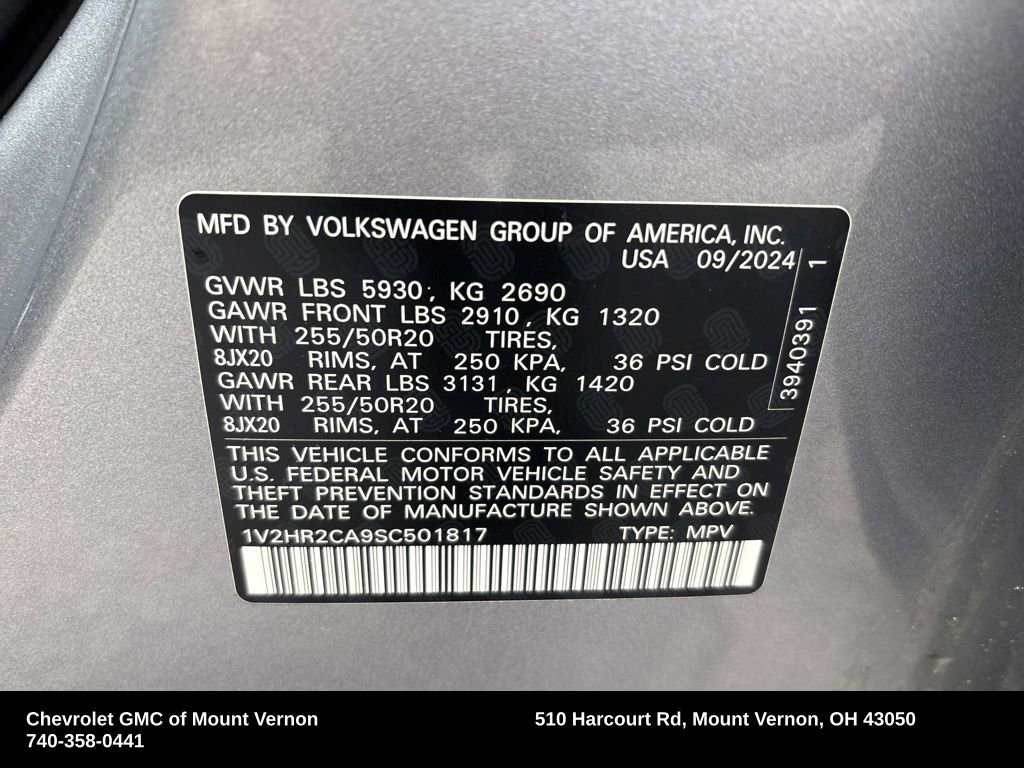 MFD BY VOLKSWAGEN GROUP OF AMERICA, INC.
USA 09/2024
GVWR LBS 5930, KG 2690
GAWR FRONT LBS 2910, KG 1320
WITH 255/50R20 TIRES,
8JX20 RIMS, AT 250 KPA, 36 PSI COLD
GAWR REAR LBS 3131, KG 1420
WITH 255/50R20 TIRES,
8JX20 RIMS, AT 250 KPA, 36 PSI COLD
3940391 1
THIS VEHICLE CONFORMS TO ALL APPLICABLE
U.S. FEDERAL MOTOR VEHICLE SAFETY AND
THEFT PREVENTION STANDARDS IN EFFECT ON
THE DATE OF MANUFACTURE SHOWN ABOVE.
1V2HR2CA9SC501817 TYPE: MPV
Chevrolet GMC of Mount Vernon 510 Harcourt Rd, Mount Vernon, OH 43050
740-358-0441